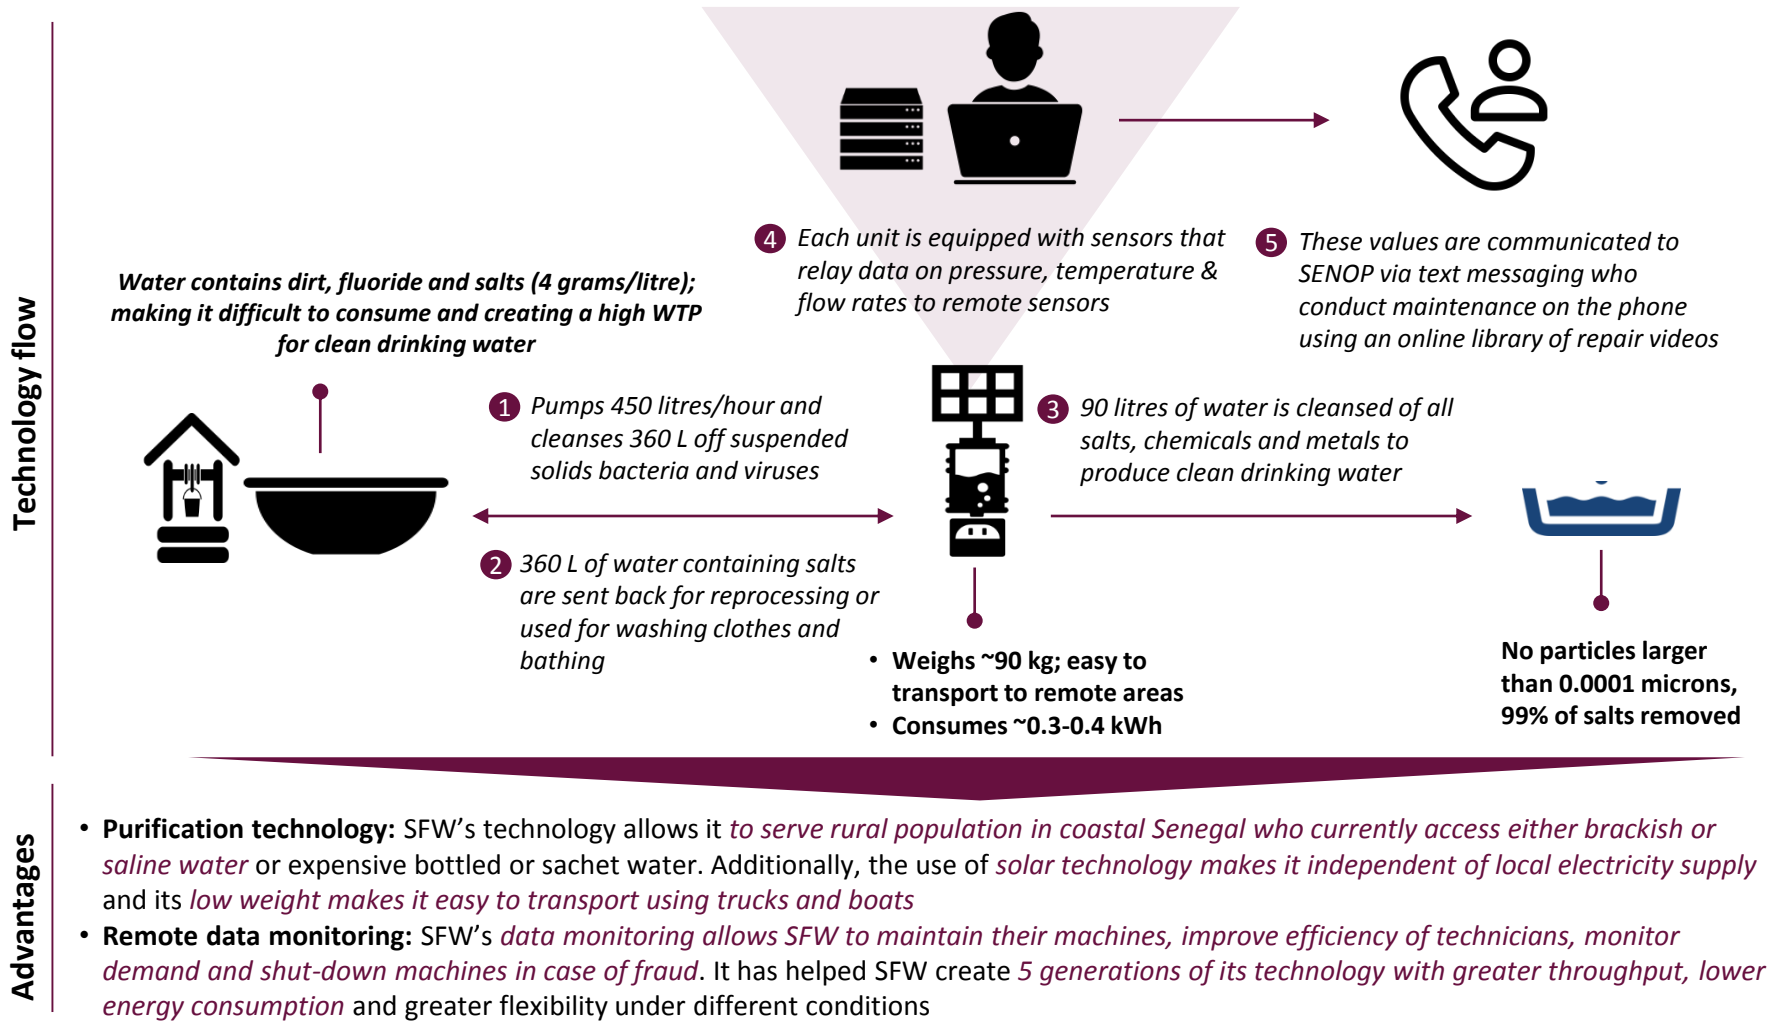 Technology flow
Water contains dirt, fluoride and salts (4 grams/litre);
making it difficult to consume and creating a high WTP
for clean drinking water
1 Pumps 450 litres/hour and
cleanses 360 L off suspended
solids bacteria and viruses
2 360 L of water containing salts
are sent back for reprocessing or
used for washing clothes and
bathing
3 90 litres of water is cleansed of all
salts, chemicals and metals to
produce clean drinking water
4 Each unit is equipped with sensors that
relay data on pressure, temperature &
flow rates to remote sensors
5 These values are communicated to
SENOP via text messaging who
conduct maintenance on the phone
using an online library of repair videos
• Weighs ~90 kg; easy to
transport to remote areas
• Consumes ~0.3-0.4 kWh
No particles larger
than 0.0001 microns,
99% of salts removed
Advantages
• Purification technology: SFW's technology allows it to serve rural population in coastal Senegal who currently access either brackish or
saline water or expensive bottled or sachet water. Additionally, the use of solar technology makes it independent of local electricity supply
and its low weight makes it easy to transport using trucks and boats
• Remote data monitoring: SFW's data monitoring allows SFW to maintain their machines, improve efficiency of technicians, monitor
demand and shut-down machines in case of fraud. It has helped SFW create 5 generations of its technology with greater throughput, lower
energy consumption and greater flexibility under different conditions